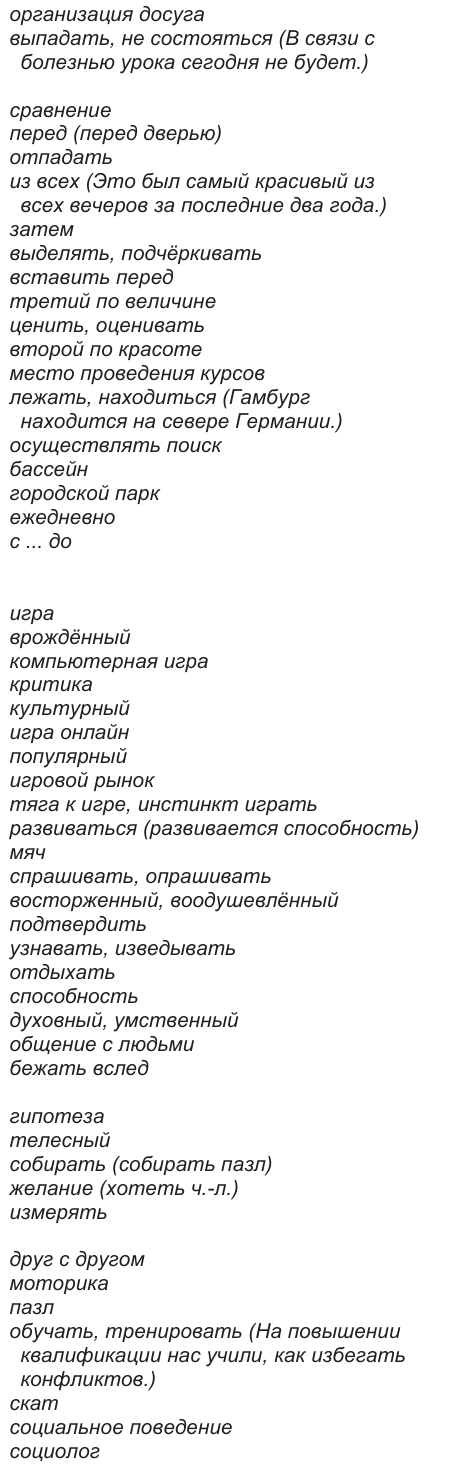 организация досуга
выпадать, не состояться (В связи с
болезнью урока сегодня не будет.)
сравнение
перед (перед дверью)
отпадать
из всех (Это был самый красивый из
всех вечеров за последние два года.)
затем
выделять, подчёркивать
вставить перед
третий по величине
ценить, оценивать
второй по красоте
место проведения курсов
лежать, находиться (Гамбург
находится на севере Германии.)
осуществлять поиск
бассейн
городской парк
ежедневно
с ... до
игра
врождённый
компьютерная игра
критика
культурный
игра онлайн
популярный
игровой рынок
тяга к игре, инстинкт играть
развиваться (развивается способность)
мяч
спрашивать, опрашивать
восторженный, воодушевлённый
подтвердить
узнавать, изведывать
отдыхать
способность
духовный, умственный
общение с людьми
бежать вслед
гипотеза
телесный
собирать (собирать пазл)
желание (хотеть ч.-л.)
измерять
друг с другом
моторика
пазл
обучать, тренировать (На повышении
квалификации нас учили, как избегать
конфликтов.)
скат
социальное поведение
социолог